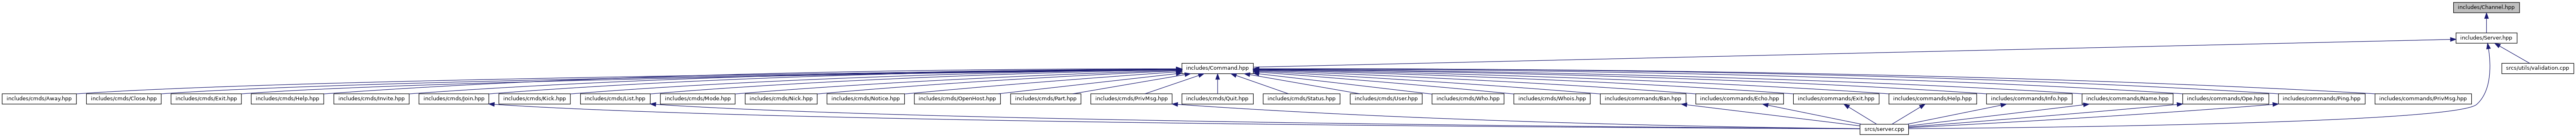 includes/Channel.hpp
includes/Server.hpp
includes/Command.hpp
srcs/utils/validation.cpp
includes/cmds/Away.hpp
includes/cmds/Close.hpp
includes/cmds/Exit.hpp
includes/cmds/Help.hpp
includes/cmds/Invite.hpp
includes/cmds/Join.hpp
includes/cmds/Kick.hpp
includes/cmds/List.hpp
includes/cmds/Mode.hpp
includes/cmds/Nick.hpp
includes/cmds/Notice.hpp
includes/cmds/OpenHost.hpp
includes/cmds/Part.hpp
includes/cmds/PrivMsg.hpp
includes/cmds/Quit.hpp
includes/cmds/Status.hpp
includes/cmds/User.hpp
includes/cmds/Who.hpp
includes/cmds/Whois.hpp
includes/commands/Ban.hpp
includes/commands/Echo.hpp
includes/commands/Exit.hpp
includes/commands/Help.hpp
includes/commands/Info.hpp
includes/commands/Name.hpp
includes/commands/Ope.hpp
includes/commands/Ping.hpp
includes/commands/PrivMsg.hpp
srcs/server.cpp